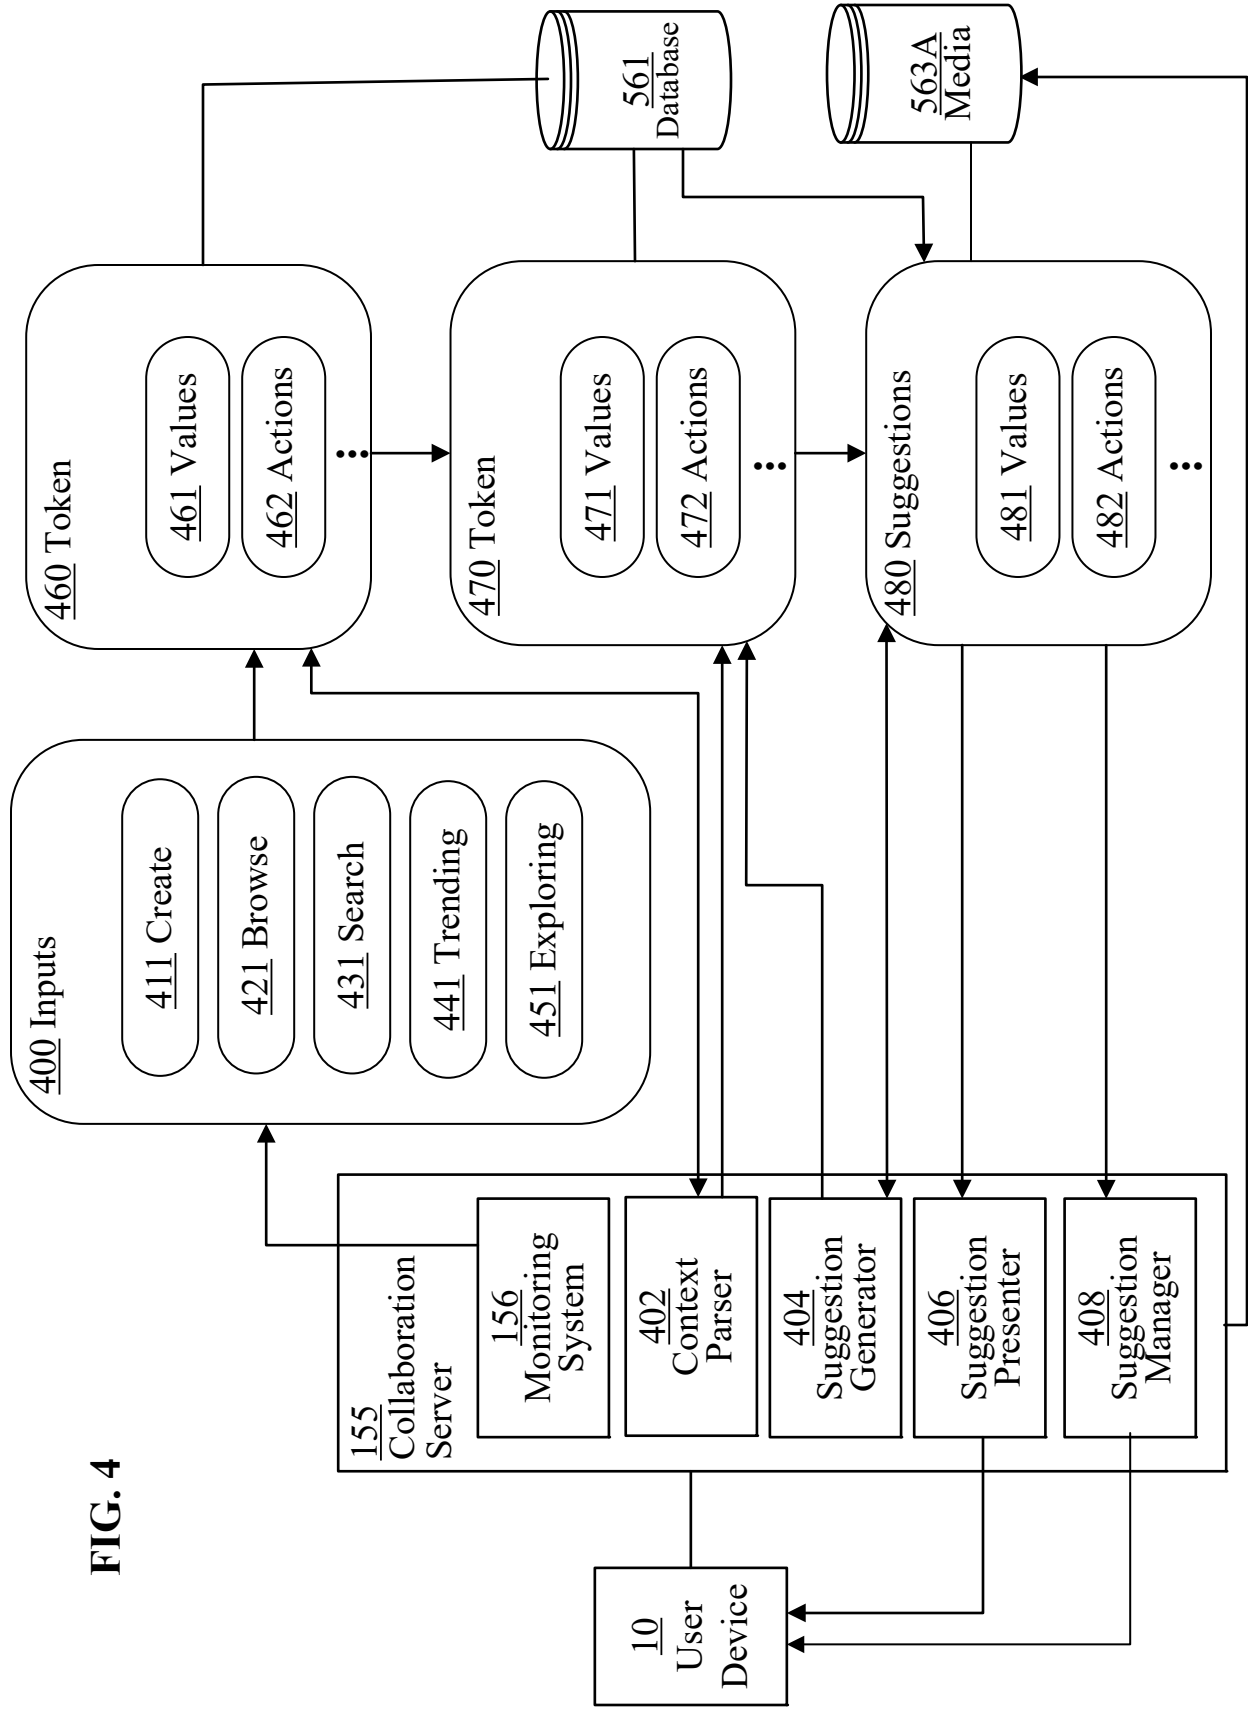 FIG. 4
10
User
Device
155
Collaboration
Server
156
Monitoring
System
402
Context
Parser
404
Suggestion
Generator
406
Suggestion
Presenter
408
Suggestion
Manager
400 Inputs
411 Create
421 Browse
431 Search
441 Trending
451 Exploring
460 Token
461 Values
462 Actions
...
470 Token
471 Values
472 Actions
...
480 Suggestions
481 Values
482 Actions
...
561
Database
563A
Media